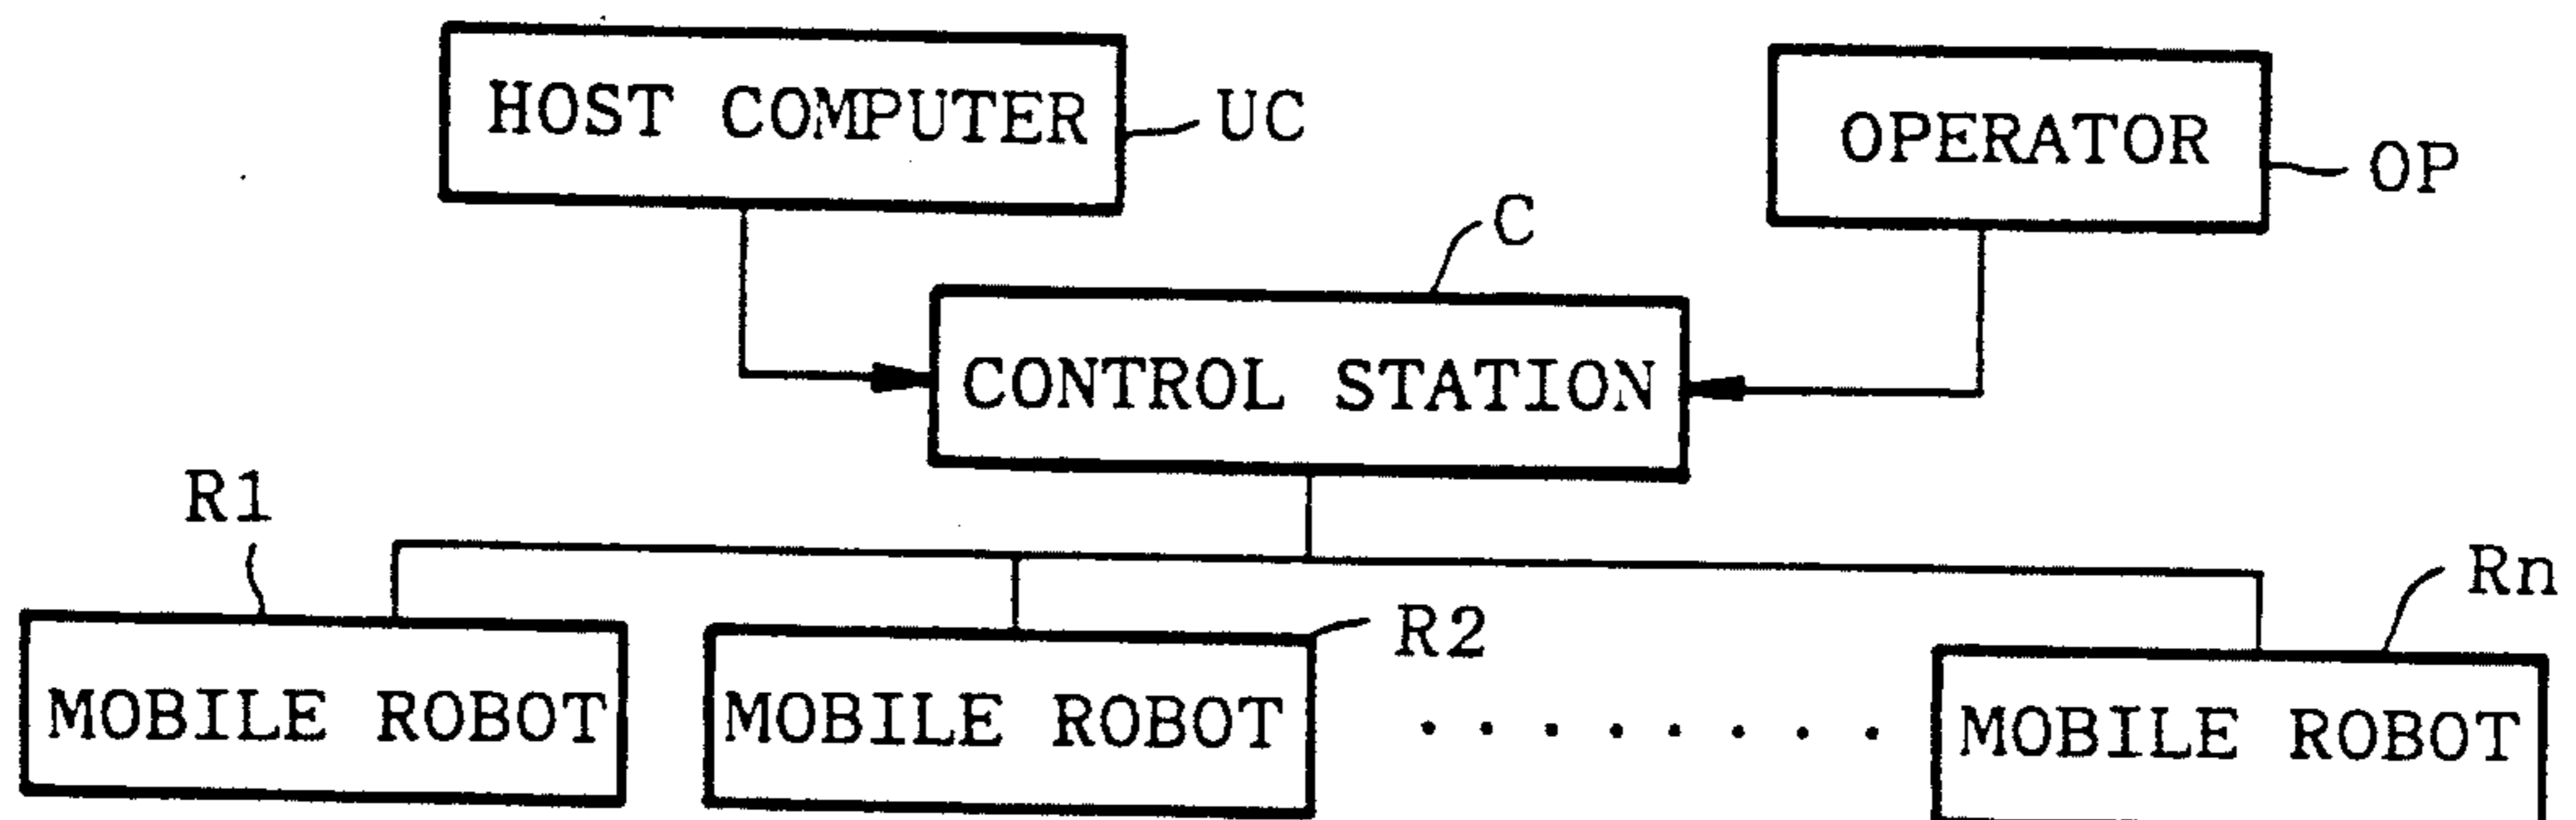 HOST COMPUTER
UC
OPERATOR
OP
C
CONTROL STATION
R1
R2
Rn
MOBILE ROBOT
MOBILE ROBOT
........
MOBILE ROBOT